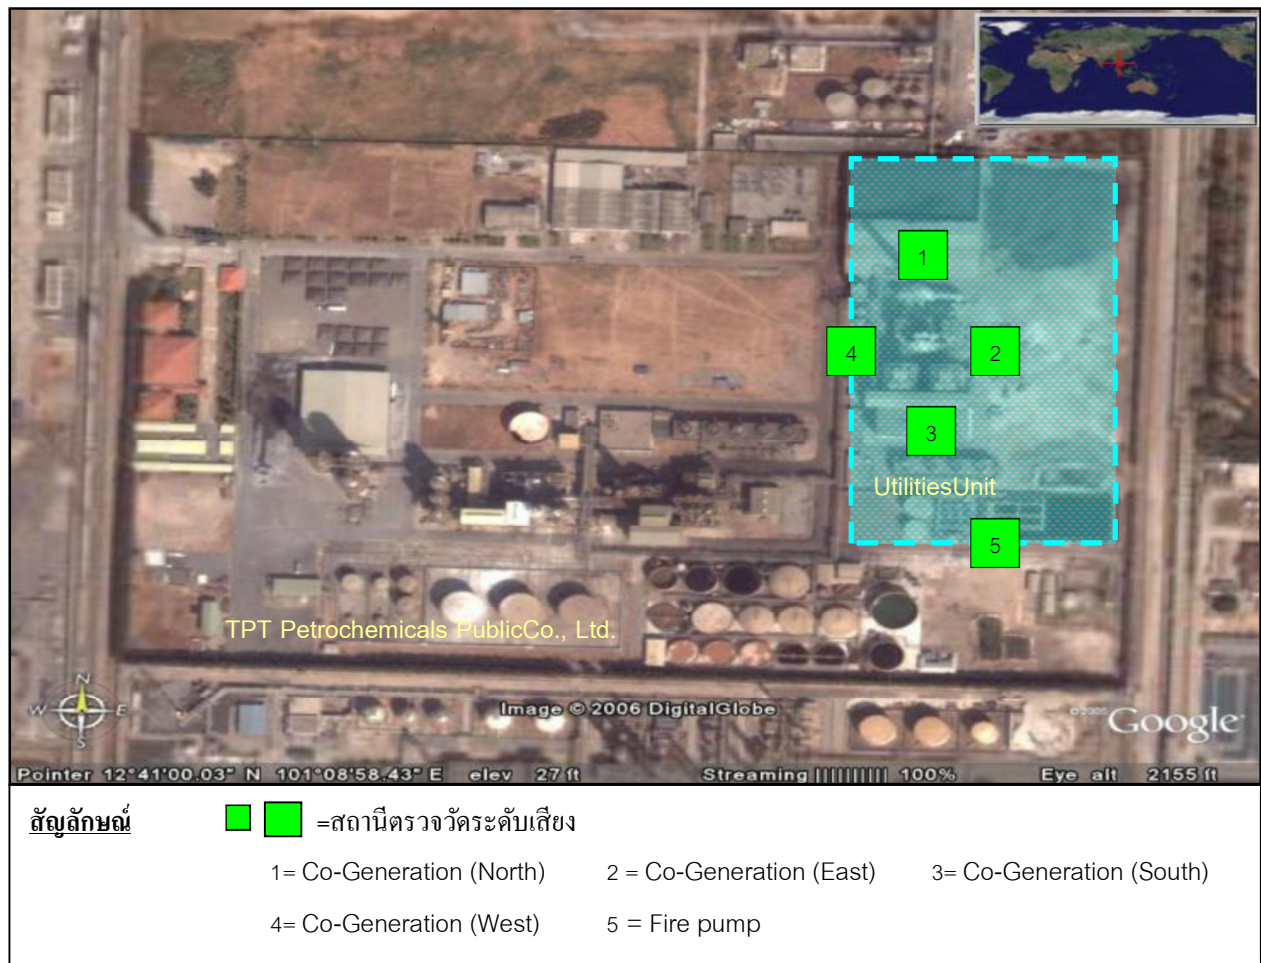 1
4
2
3
UtilitiesUnit
5
TPT Petrochemicals PublicCo., Ltd.
N
W E
S
Image © 2006 DigitalGlobe
©2005 Google
Pointer 12°41'00.03" N 101°08'58.43" E elev 27 ft Streaming |||||||||| 100% Eye alt 2155 ft
สัญลักษณ์ =สถานีตรวจวัดระดับเสียง
1= Co-Generation (North) 2 = Co-Generation (East) 3= Co-Generation (South)
4= Co-Generation (West) 5 = Fire pump